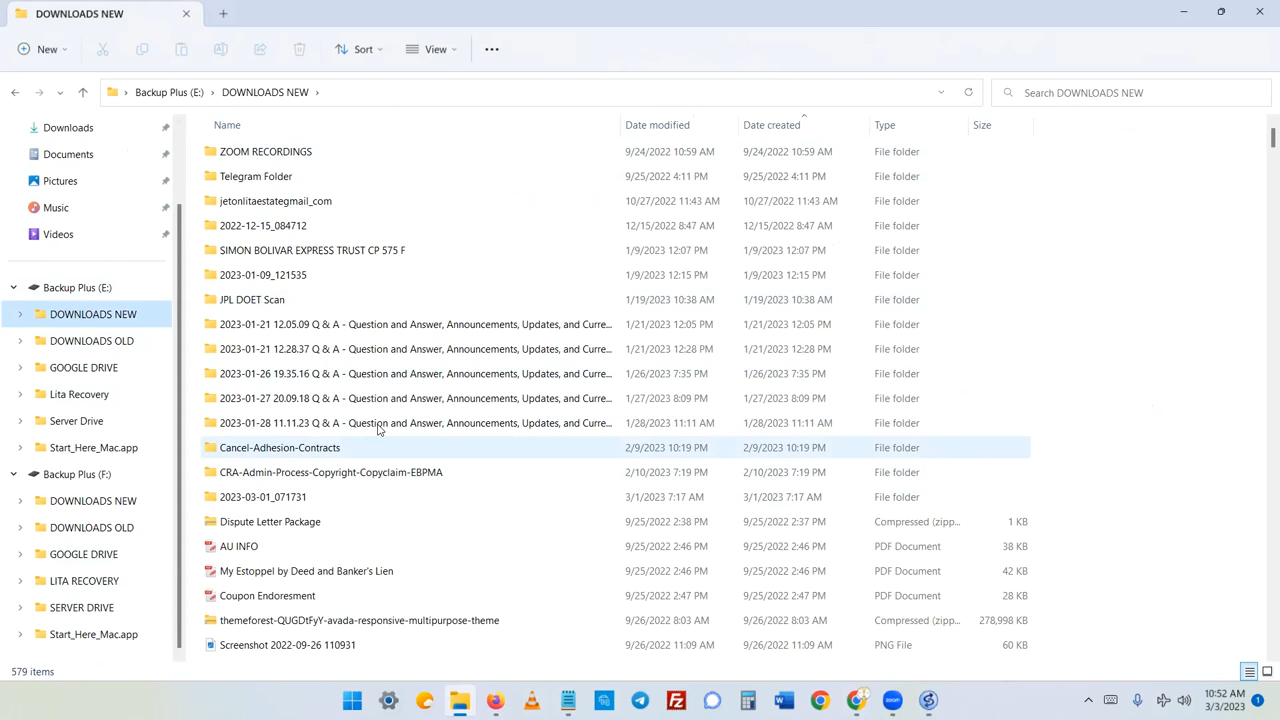 DOWNLOADS NEW
New Sort View
Backup Plus (E:) DOWNLOADS NEW Search DOWNLOADS NEW
Downloads
Documents
Pictures
Music
Videos
Backup Plus (E:)
DOWNLOADS NEW
DOWNLOADS OLD
GOOGLE DRIVE
Lita Recovery
Server Drive
Start_Here_Mac.app
Backup Plus (F:)
DOWNLOADS NEW
DOWNLOADS OLD
GOOGLE DRIVE
LITA RECOVERY
SERVER DRIVE
Start_Here_Mac.app
Name Date modified Date created Type Size
ZOOM RECORDINGS 9/24/2022 10:59 AM 9/24/2022 10:59 AM File folder
Telegram Folder 9/25/2022 4:11 PM 9/25/2022 4:11 PM File folder
jetonlitaestategmail_com 10/27/2022 11:43 AM 10/27/2022 11:43 AM File folder
2022-12-15_084712 12/15/2022 8:47 AM 12/15/2022 8:47 AM File folder
SIMON BOLIVAR EXPRESS TRUST CP 575 F 1/9/2023 12:07 PM 1/9/2023 12:07 PM File folder
2023-01-09_121535 1/9/2023 12:15 PM 1/9/2023 12:15 PM File folder
JPL DOET Scan 1/19/2023 10:38 AM 1/19/2023 10:38 AM File folder
2023-01-21 12.05.09 Q & A - Question and Answer, Announcements, Updates, and Curre... 1/21/2023 12:05 PM 1/21/2023 12:05 PM File folder
2023-01-21 12.28.37 Q & A - Question and Answer, Announcements, Updates, and Curre... 1/21/2023 12:28 PM 1/21/2023 12:28 PM File folder
2023-01-26 19.35.16 Q & A - Question and Answer, Announcements, Updates, and Curre... 1/26/2023 7:35 PM 1/26/2023 7:35 PM File folder
2023-01-27 20.09.18 Q & A - Question and Answer, Announcements, Updates, and Curre... 1/27/2023 8:09 PM 1/27/2023 8:09 PM File folder
2023-01-28 11.11.23 Q & A - Question and Answer, Announcements, Updates, and Curre... 1/28/2023 11:11 AM 1/28/2023 11:11 AM File folder
Cancel-Adhesion-Contracts 2/9/2023 10:19 PM 2/9/2023 10:19 PM File folder
CRA-Admin-Process-Copyright-Copyclaim-EBPMA 2/10/2023 7:19 PM 2/10/2023 7:19 PM File folder
2023-03-01_071731 3/1/2023 7:17 AM 3/1/2023 7:17 AM File folder
Dispute Letter Package 9/25/2022 2:38 PM 9/25/2022 2:37 PM Compressed (zipp... 1 KB
AU INFO 9/25/2022 2:46 PM 9/25/2022 2:46 PM PDF Document 38 KB
My Estoppel by Deed and Banker's Lien 9/25/2022 2:46 PM 9/25/2022 2:46 PM PDF Document 42 KB
Coupon Endoresment 9/25/2022 2:47 PM 9/25/2022 2:47 PM PDF Document 28 KB
themeforest-QUGDtFyY-avada-responsive-multipurpose-theme 9/26/2022 8:03 AM 9/26/2022 8:03 AM Compressed (zipp... 278,998 KB
Screenshot 2022-09-26 110931 9/26/2022 11:09 AM 9/26/2022 11:09 AM PNG File 60 KB
579 items
10:52 AM
3/3/2023